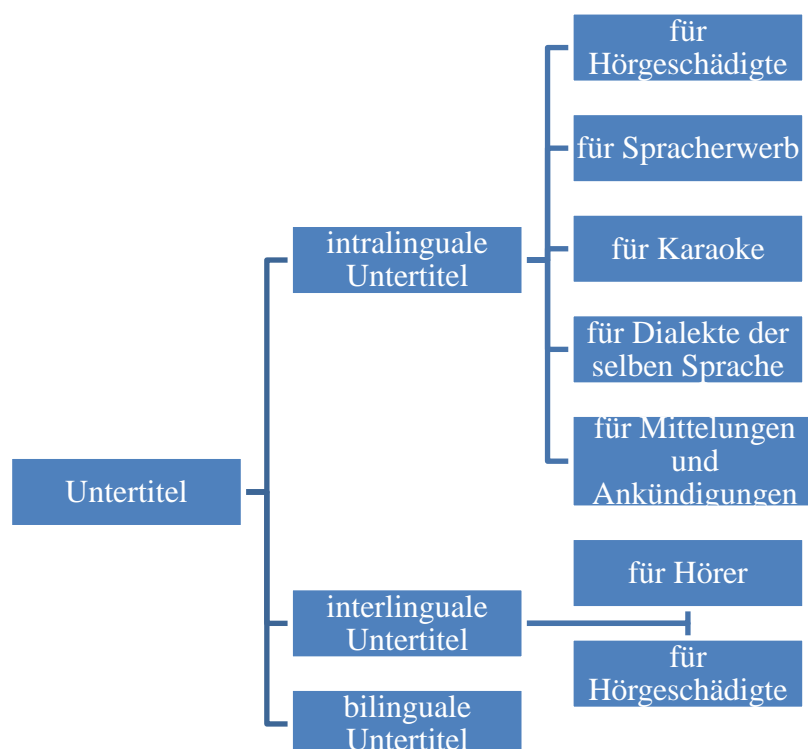 Untertitel
intralinguale
Untertitel
für
Hörgeschädigte
für Spracherwerb
für Karaoke
für Dialekte der
selben Sprache
für Mittelungen
und
Ankündigungen
interlinguale
Untertitel
für Hörer
für
Hörgeschädigte
bilinguale
Untertitel